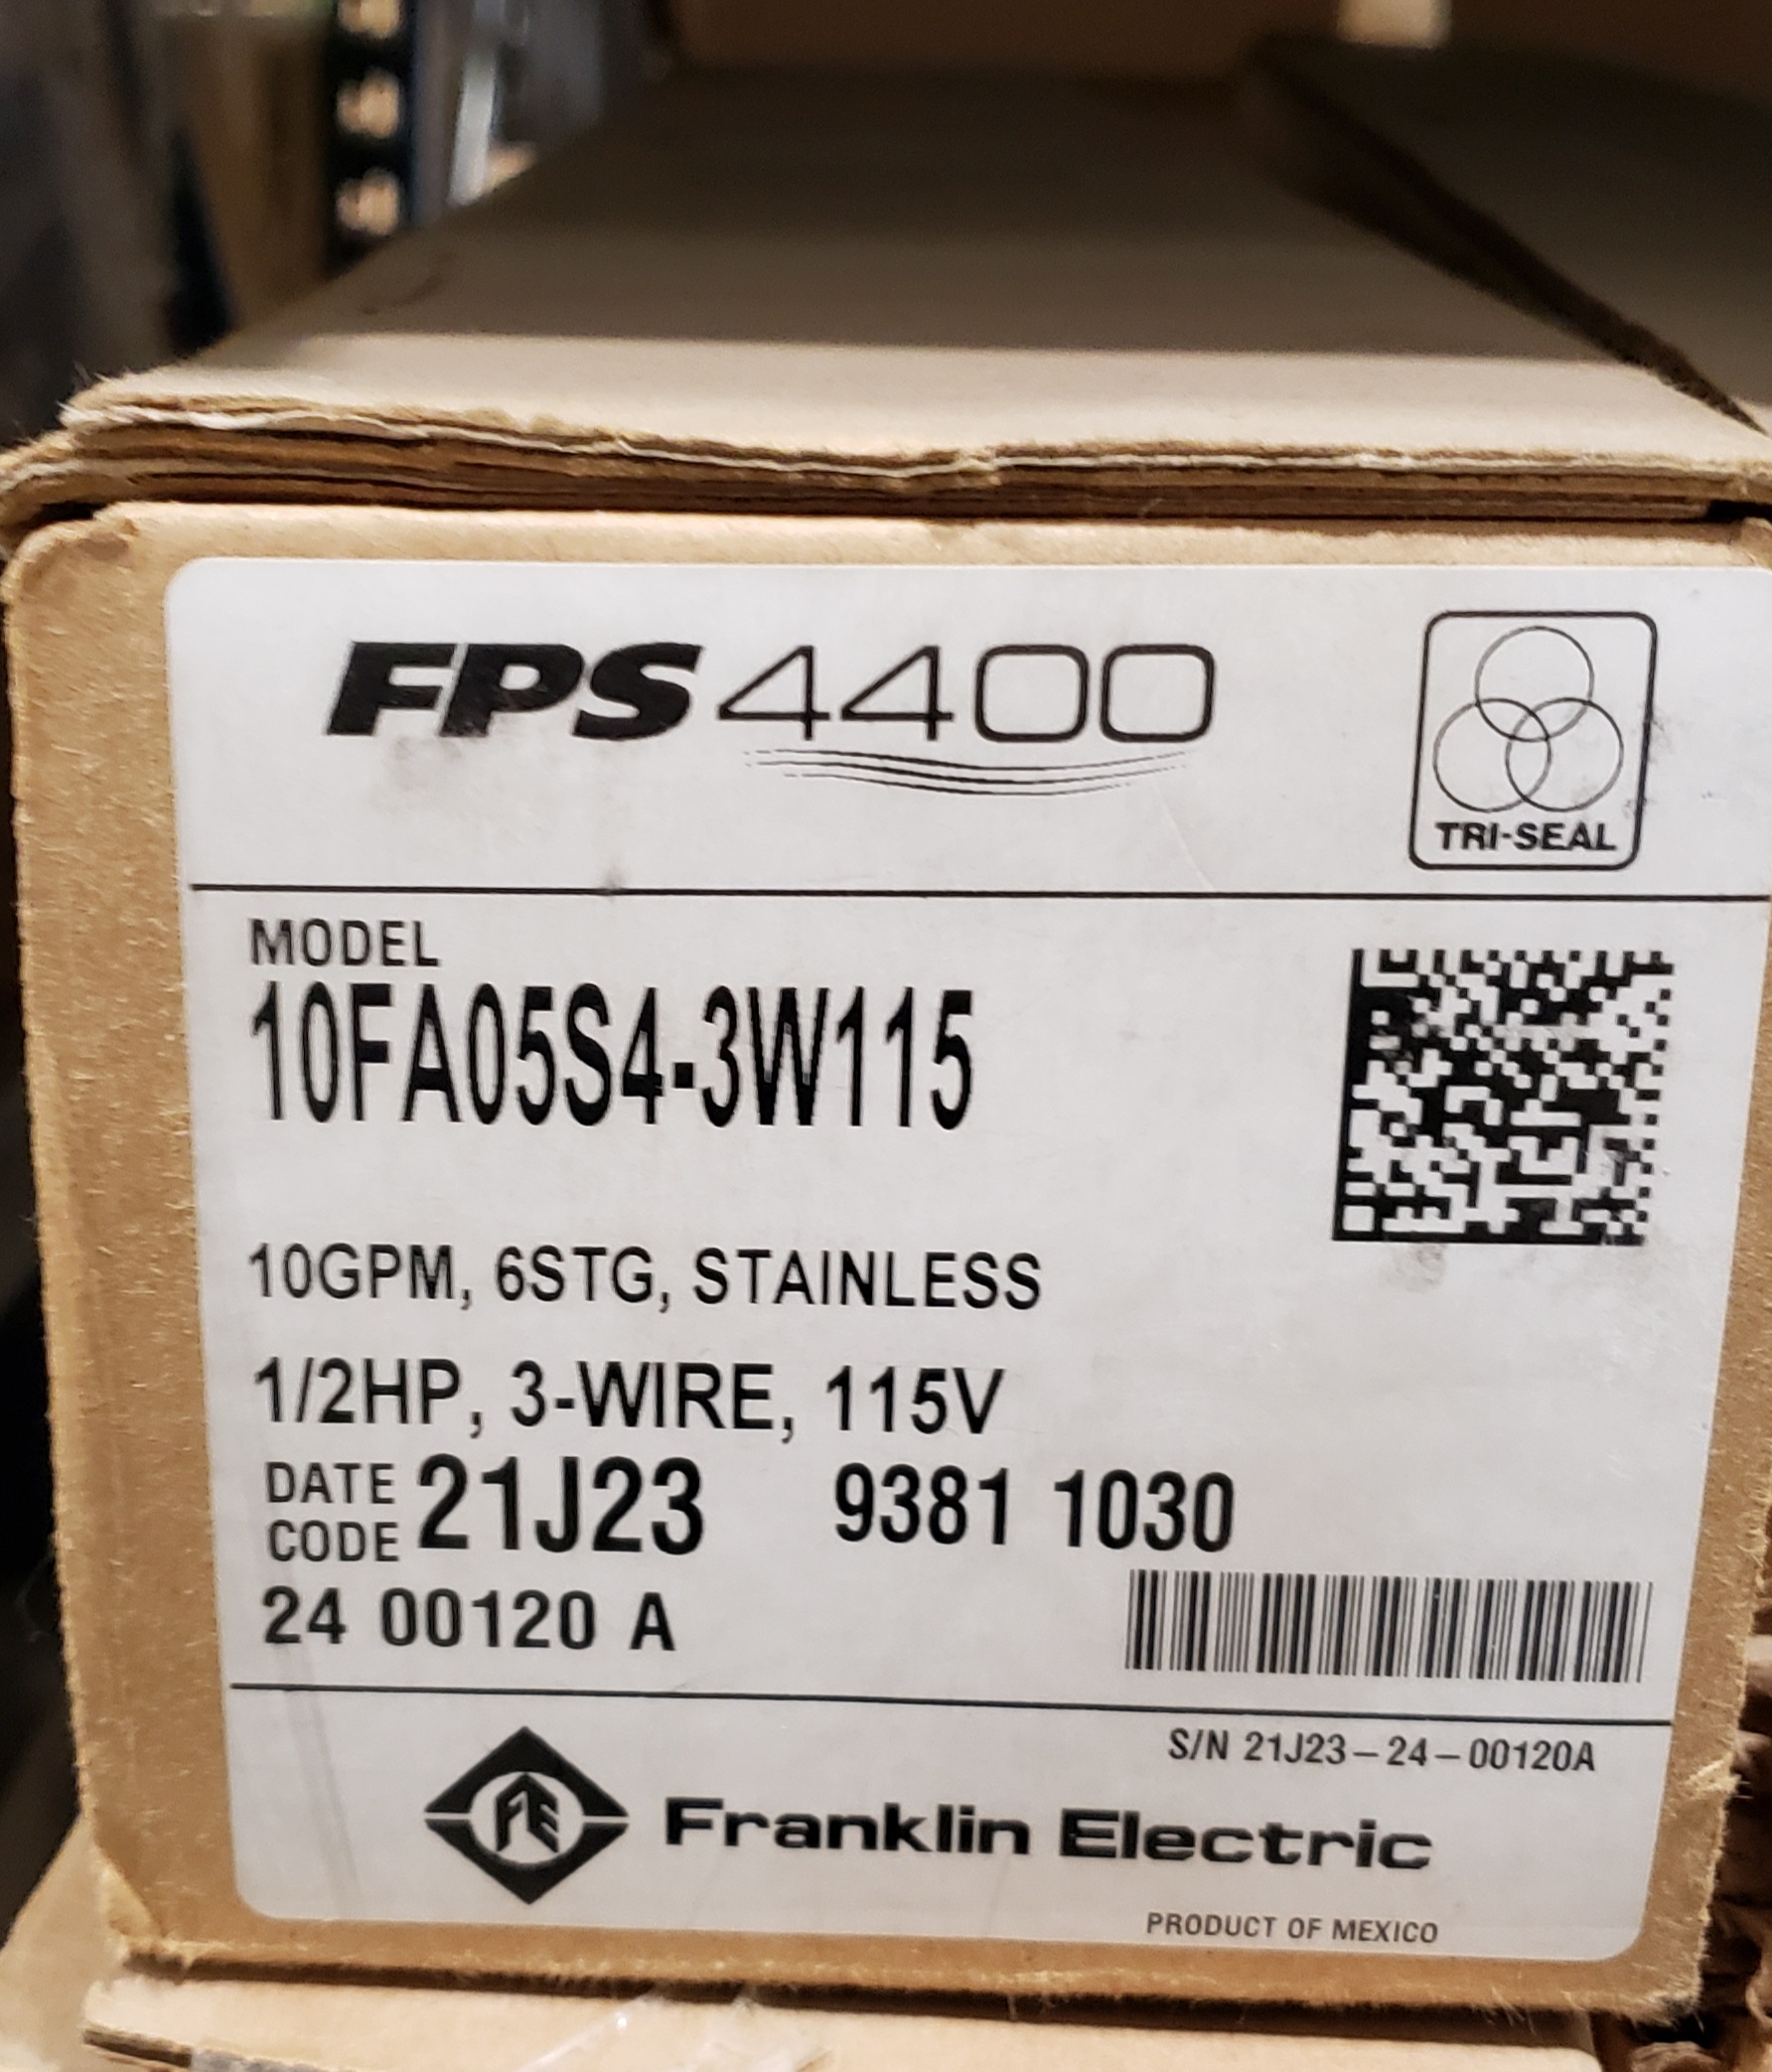 FPS 4400
TRI-SEAL
MODEL
10FA05S4-3W115
10GPM, 6STG, STAINLESS
1/2HP, 3-WIRE, 115V
DATE CODE 21J23 9381 1030
24 00120 A
S/N 21J23-24-00120A
FE
Franklin Electric
PRODUCT OF MEXICO